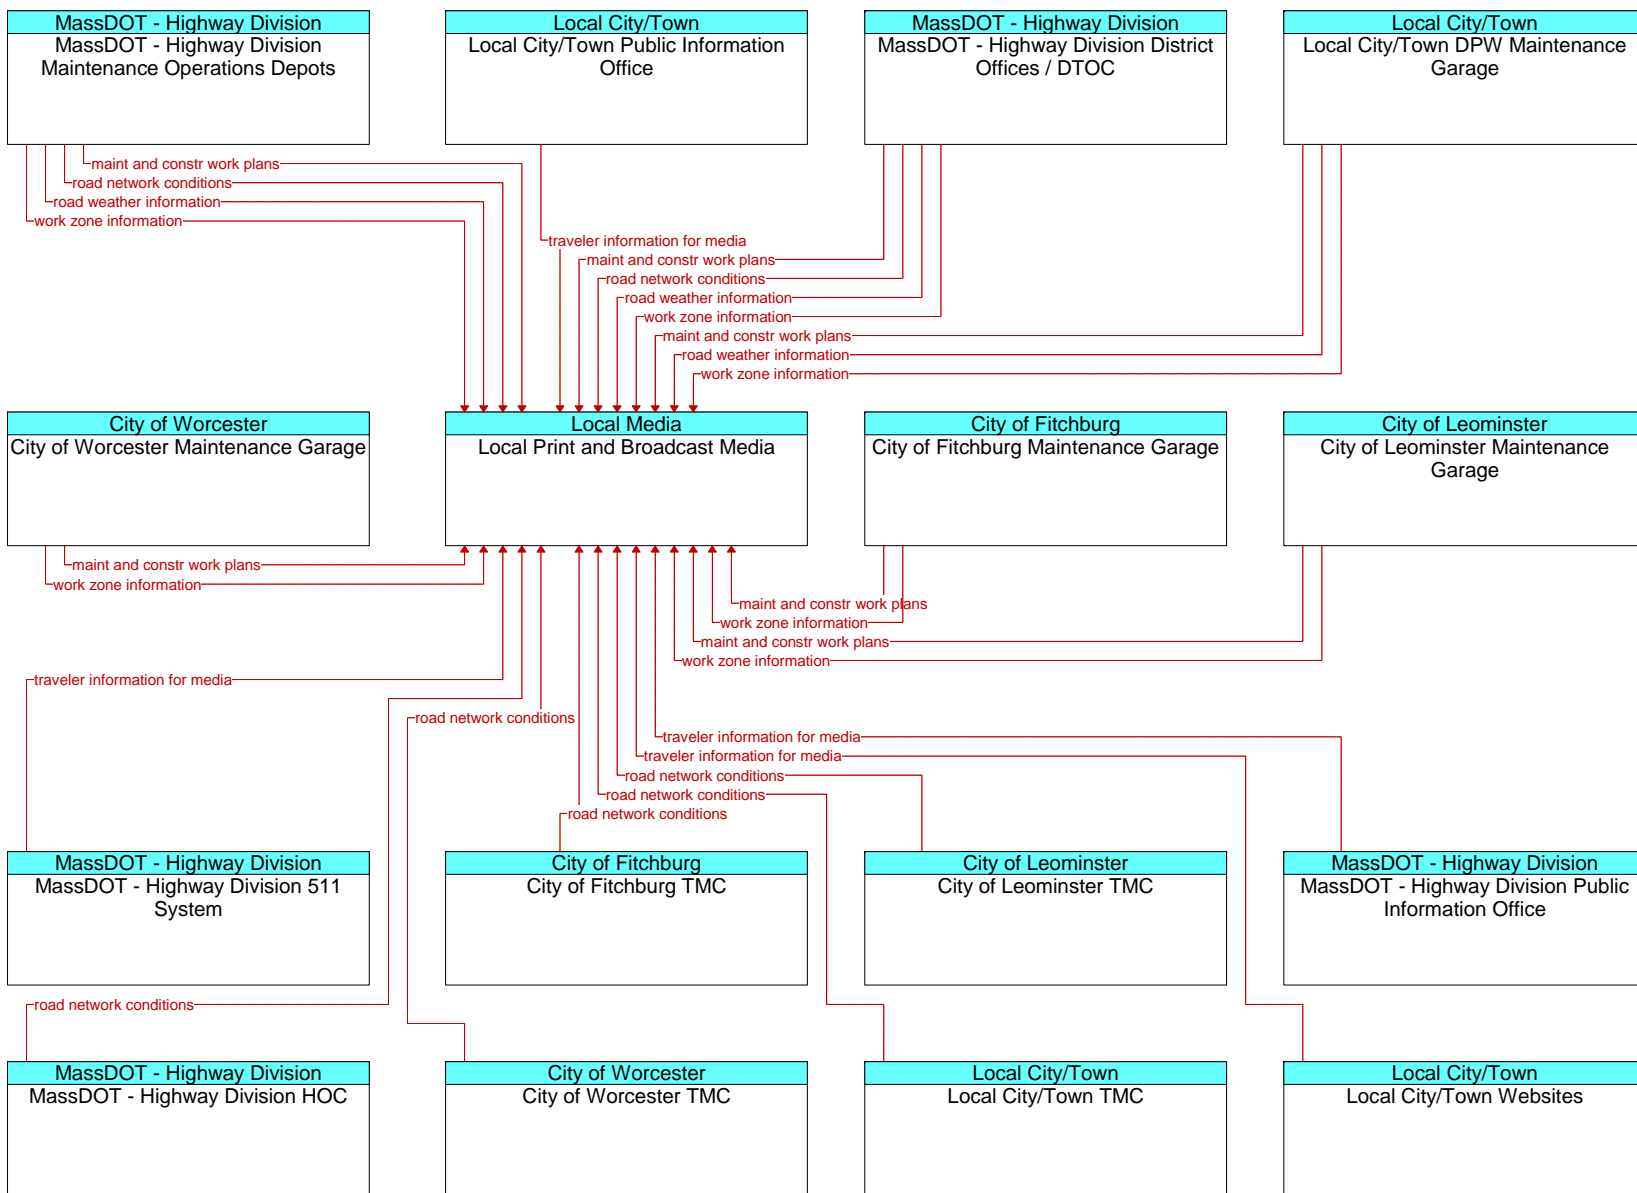 MassDOT - Highway Division
MassDOT - Highway Division
Maintenance Operations Depots
Local City/Town
Local City/Town Public Information
Office
MassDOT - Highway Division
MassDOT - Highway Division District
Offices / DTOC
Local City/Town
Local City/Town DPW Maintenance
Garage
maint and constr work plans
road network conditions
road weather information
work zone information
traveler information for media
maint and constr work plans
road network conditions
road weather information
work zone information
maint and constr work plans
road weather information
work zone information
City of Worcester
City of Worcester Maintenance Garage
Local Media
Local Print and Broadcast Media
City of Fitchburg
City of Fitchburg Maintenance Garage
City of Leominster
City of Leominster Maintenance
Garage
maint and constr work plans
work zone information
maint and constr work plans
work zone information
maint and constr work plans
work zone information
traveler information for media
road network conditions
traveler information for media
traveler information for media
road network conditions
road network conditions
road network conditions
MassDOT - Highway Division
MassDOT - Highway Division 511
System
City of Fitchburg
City of Fitchburg TMC
City of Leominster
City of Leominster TMC
MassDOT - Highway Division
MassDOT - Highway Division Public
Information Office
road network conditions
MassDOT - Highway Division
MassDOT - Highway Division HOC
City of Worcester
City of Worcester TMC
Local City/Town
Local City/Town TMC
Local City/Town
Local City/Town Websites